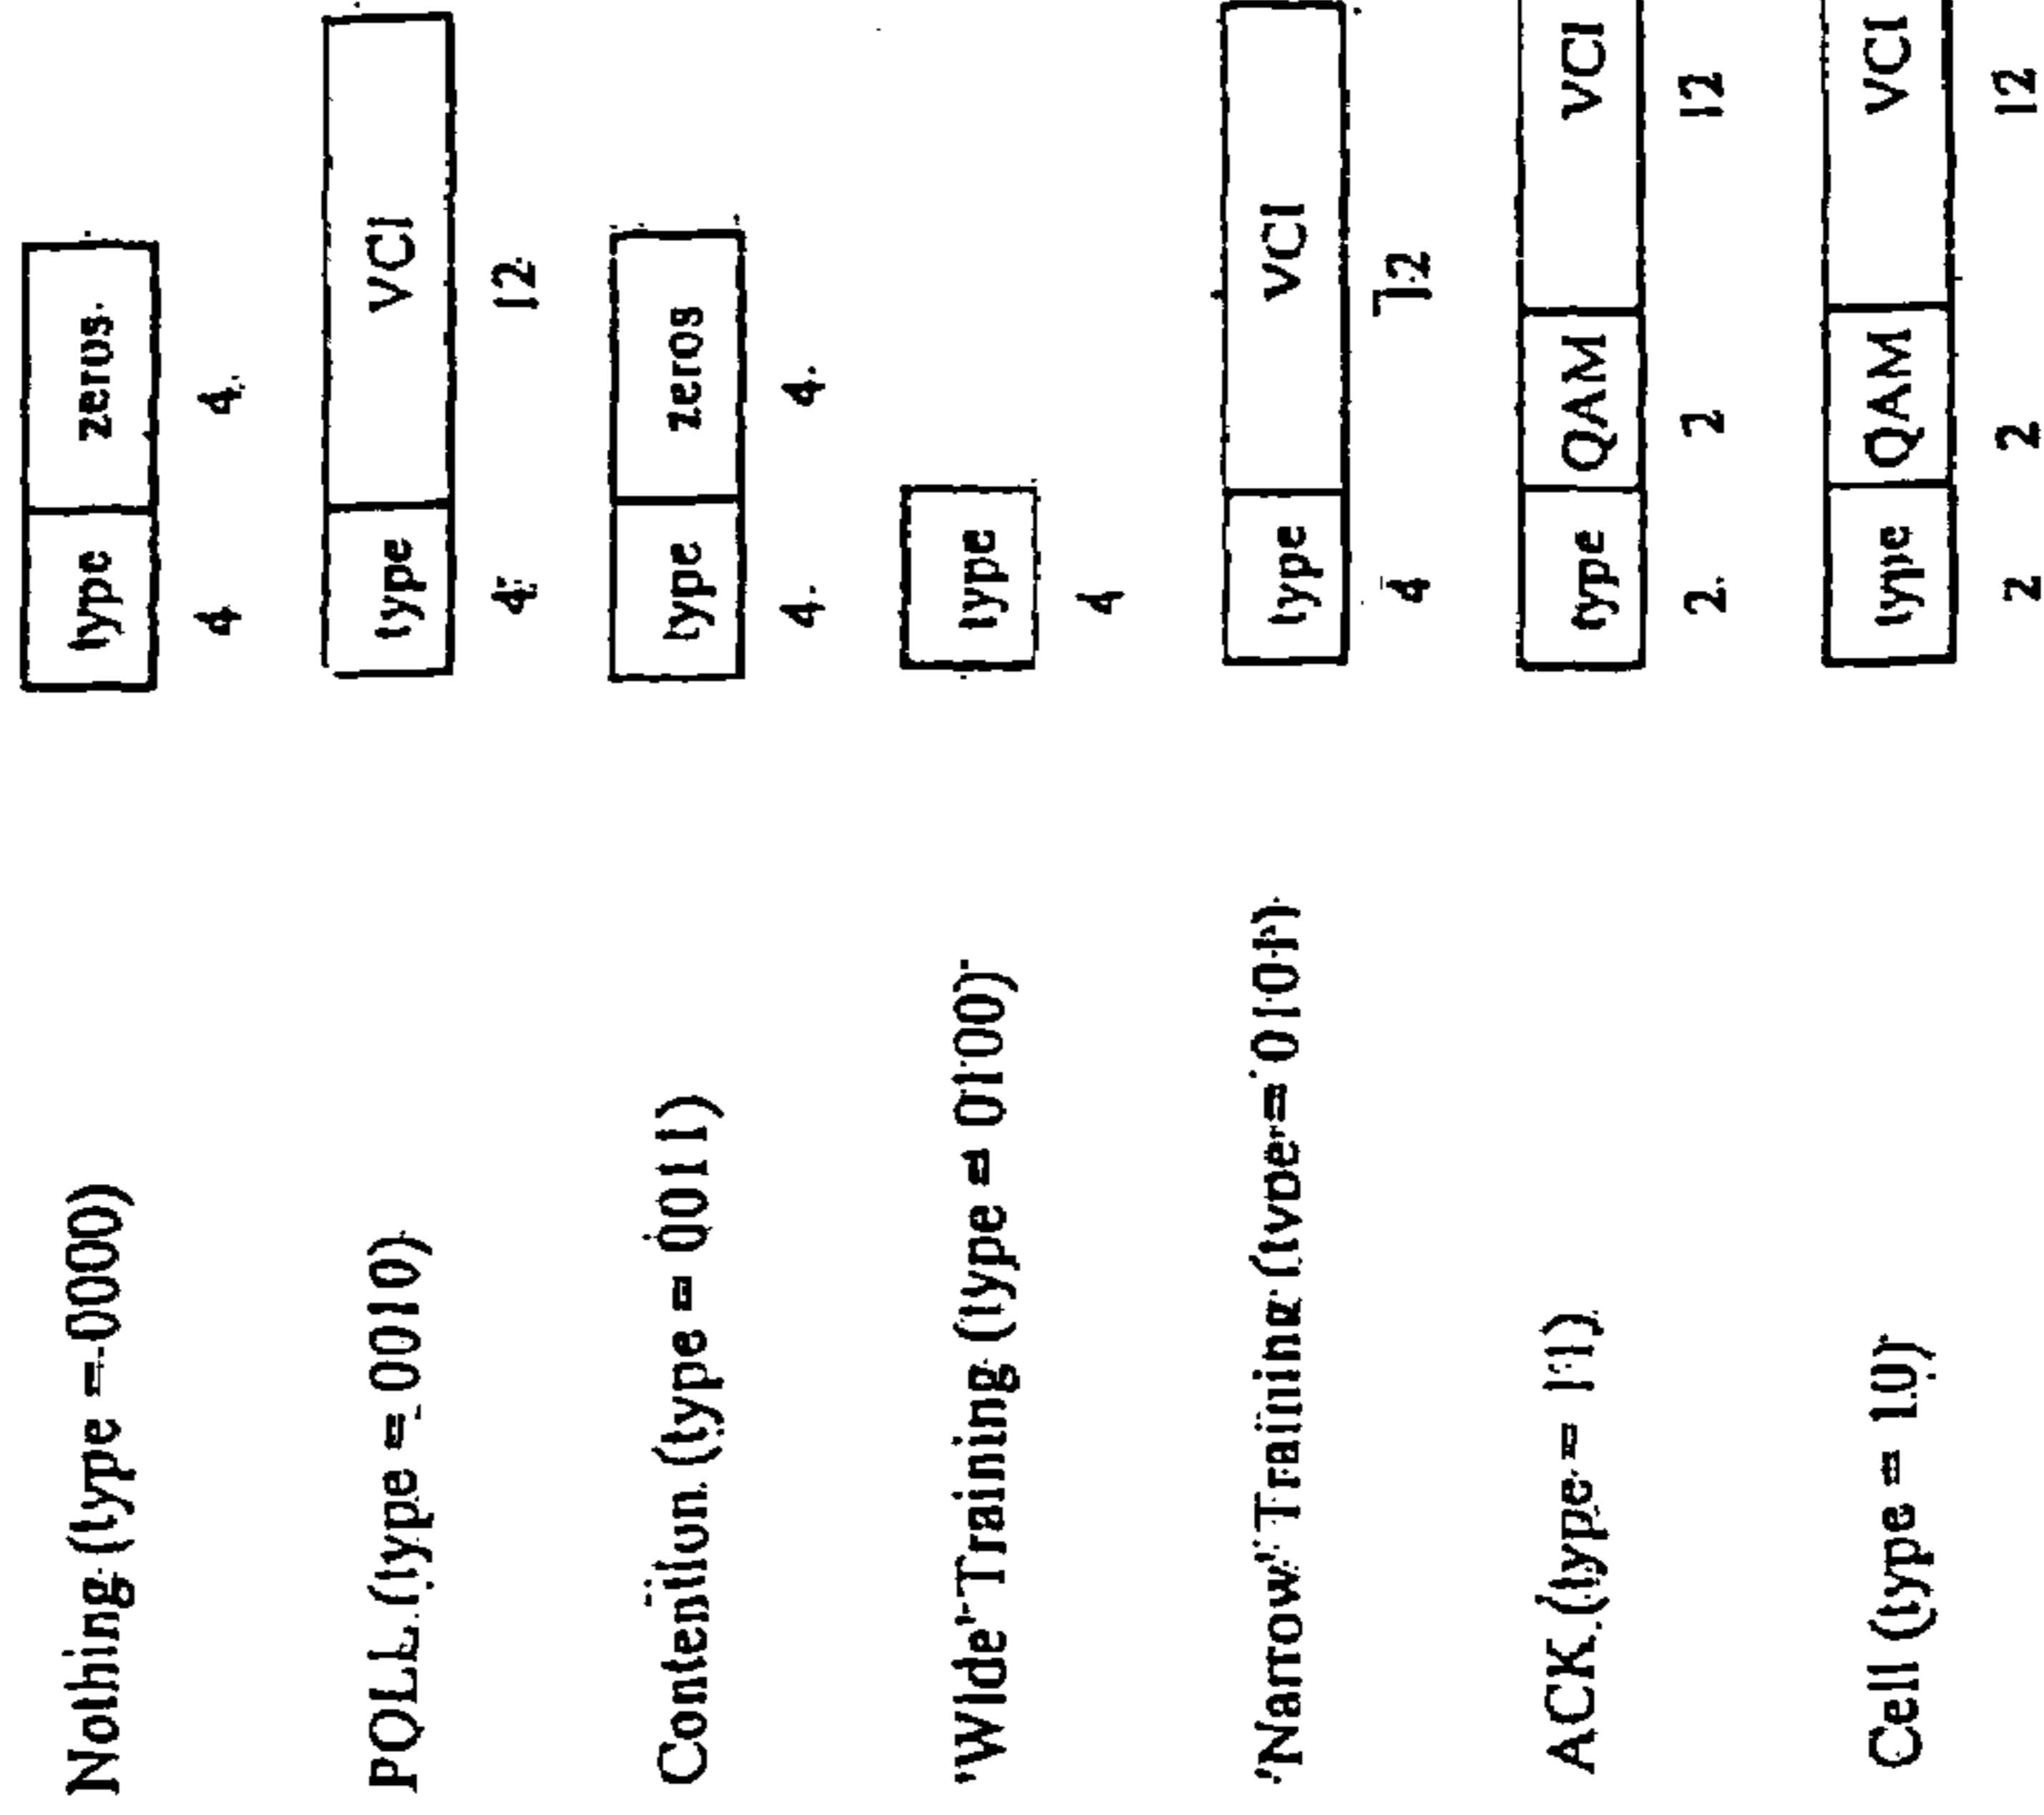 Nothing (type = 0000)
type zeros
4 4
POLL (type = 0010)
type VCI
4 12
Contention (type = 0011)
type zeros
4 4
'Wide' Training (type = 0100)
type
4
'Narrow' Training (type = 0101)
type VCI
4 12
ACK (type = 11)
type QAM VCI
2 2 12
Cell (type = 10)
type QAM VCI
2 2 12